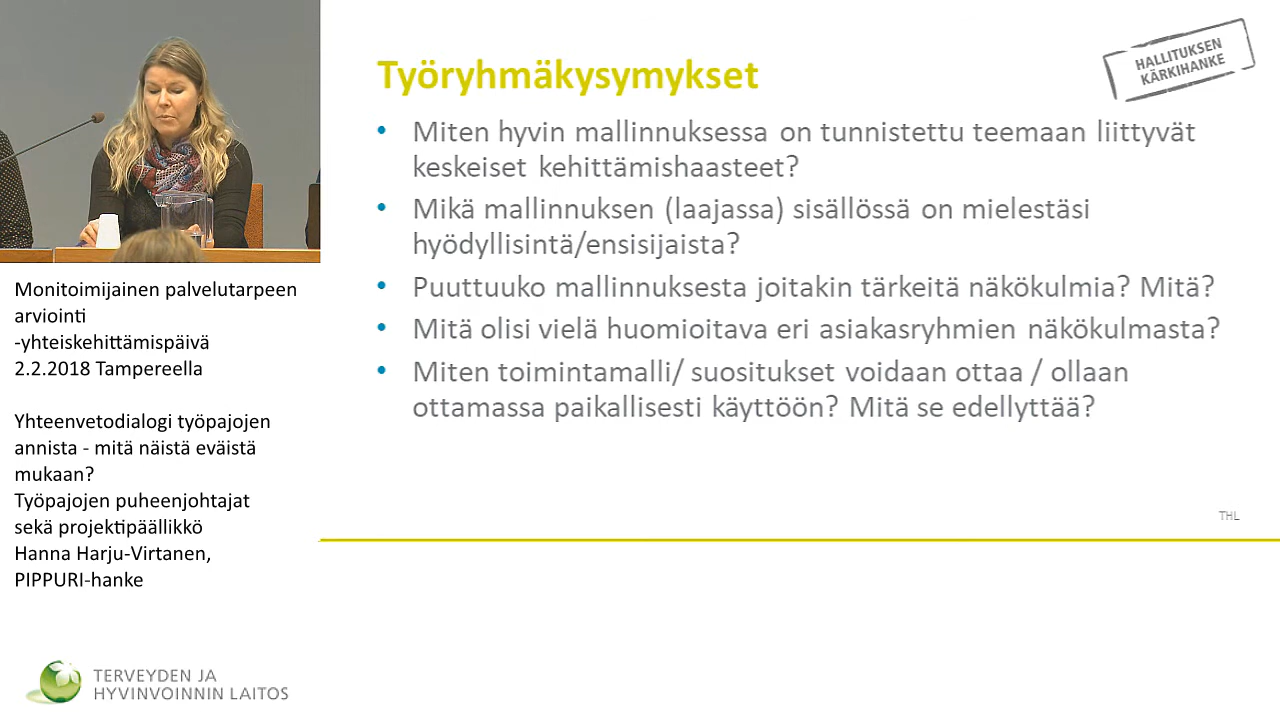 Monitoimijainen palvelutarpeen
arviointi
-yhteiskehittämispäivä
2.2.2018 Tampereella
Yhteenvetodialogi työpajojen
annista - mitä näistä eväistä
mukaan?
Työpajojen puheenjohtajat
sekä projektipäällikkö
Hanna Harju-Virtanen,
PIPPURI-hanke
TERVEYDEN JA
HYVINVOINNIN LAITOS
HALLITUKSEN
KÄRKIHANKE
Työryhmäkysymykset
• Miten hyvin mallinnuksessa on tunnistettu teemaan liittyvät
keskeiset kehittämishaasteet?
• Mikä mallinnuksen (laajassa) sisällössä on mielestäsi
hyödyllisintä/ensisijaista?
• Puuttuuko mallinnuksesta joitakin tärkeitä näkökulmia? Mitä?
• Mitä olisi vielä huomioitava eri asiakasryhmien näkökulmasta?
• Miten toimintamalli/ suositukset voidaan ottaa / ollaan
ottamassa paikallisesti käyttöön? Mitä se edellyttää?
THL